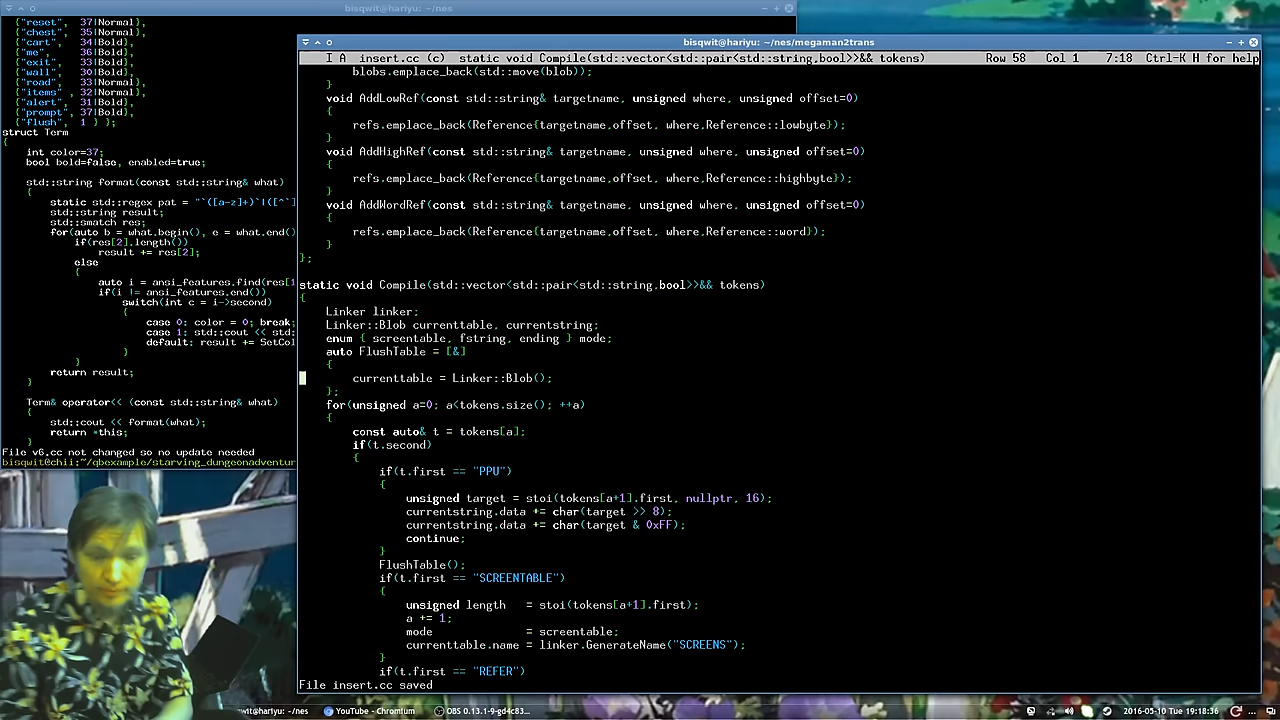 bisqwit@hariyu: ~/nes
{"reset", 37|Normal},
{"chest", 35|Normal},
{"cart", 34|Bold},
{"me", 36|Bold},
{"exit", 33|Bold},
{"wall", 30|Bold},
{"road", 33|Normal},
{"items" , 32|Normal},
{"alert", 31|Bold},
{"prompt", 37|Bold},
{"flush", 1 } };
struct Term
{
int color=37;
bool bold=false, enabled=true;
std::string format(const std::string& what)
{
static std::regex pat = "`([a-z]+)`|([^`]
std::string result;
std::smatch res;
for(auto b = what.begin(), e = what.end()
if(res[2].length())
result += res[2];
else
{
auto i = ansi_features.find(res[1
if(i != ansi_features.end())
switch(int c = i->second)
{
case 0: color = 0; break;
case 1: std::cout << std:
default: result += SetCol
}
}
return result;
}
Term& operator<< (const std::string& what)
{
std::cout << format(what);
return *this;
}
File v6.cc not changed so no update needed
bisqwit@chii:~/qbexample/starving_dungeonadventur
bisqwit@hariyu: ~/nes/megaman2trans
I A insert.cc (c) static void Compile(std::vector<std::pair<std::string,bool>>&& tokens) Row 58 Col 1 7:18 Ctrl-K H for help
blobs.emplace_back(std::move(blob));
}
void AddLowRef(const std::string& targetname, unsigned where, unsigned offset=0)
{
refs.emplace_back(Reference{targetname,offset, where,Reference::lowbyte});
}
void AddHighRef(const std::string& targetname, unsigned where, unsigned offset=0)
{
refs.emplace_back(Reference{targetname,offset, where,Reference::highbyte});
}
void AddWordRef(const std::string& targetname, unsigned where, unsigned offset=0)
{
refs.emplace_back(Reference{targetname,offset, where,Reference::word});
}
};
static void Compile(std::vector<std::pair<std::string,bool>>&& tokens)
{
Linker linker;
Linker::Blob currenttable, currentstring;
enum { screentable, fstring, ending } mode;
auto FlushTable = [&]
{
currenttable = Linker::Blob();
};
for(unsigned a=0; a<tokens.size(); ++a)
{
const auto& t = tokens[a];
if(t.second)
{
if(t.first == "PPU")
{
unsigned target = stoi(tokens[a+1].first, nullptr, 16);
currentstring.data += char(target >> 8);
currentstring.data += char(target & 0xFF);
continue;
}
FlushTable();
if(t.first == "SCREENTABLE")
{
unsigned length = stoi(tokens[a+1].first);
a += 1;
mode = screentable;
currenttable.name = linker.GenerateName("SCREENS");
}
if(t.first == "REFER")
File insert.cc saved
qwit@hariyu: ~/nes
YouTube - Chromium
OBS 0.13.1-9-gd4c83...
2016-05-10 Tue 19:18:36